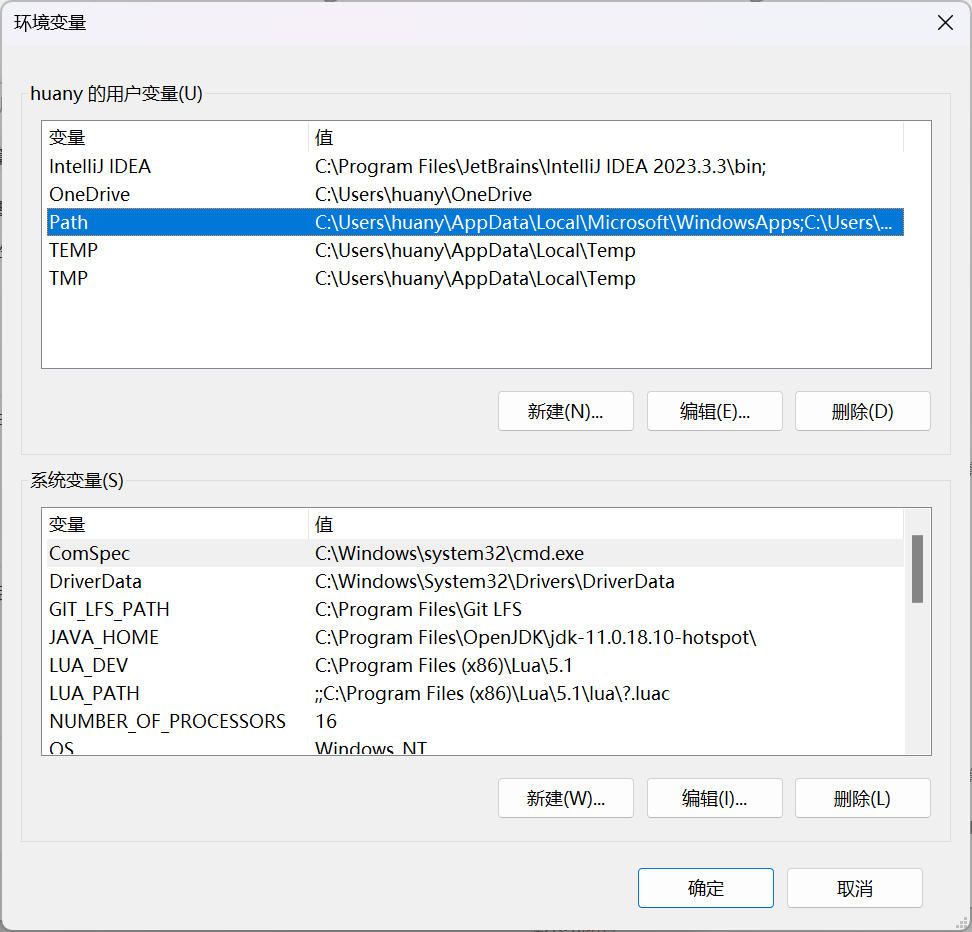 环境变量
huany 的用户变量(U)
变量 值
IntelliJ IDEA C:\Program Files\JetBrains\IntelliJ IDEA 2023.3.3\bin;
OneDrive C:\Users\huany\OneDrive
Path C:\Users\huany\AppData\Local\Microsoft\WindowsApps;C:\Users\...
TEMP C:\Users\huany\AppData\Local\Temp
TMP C:\Users\huany\AppData\Local\Temp
新建(N)... 编辑(E)... 删除(D)
系统变量(S)
变量 值
ComSpec C:\Windows\system32\cmd.exe
DriverData C:\Windows\System32\Drivers\DriverData
GIT_LFS_PATH C:\Program Files\Git LFS
JAVA_HOME C:\Program Files\OpenJDK\jdk-11.0.18.10-hotspot\
LUA_DEV C:\Program Files (x86)\Lua\5.1
LUA_PATH ;;C:\Program Files (x86)\Lua\5.1\lua\?.luac
NUMBER_OF_PROCESSORS 16
OS Windows_NT
新建(W)... 编辑(I)... 删除(L)
确定 取消